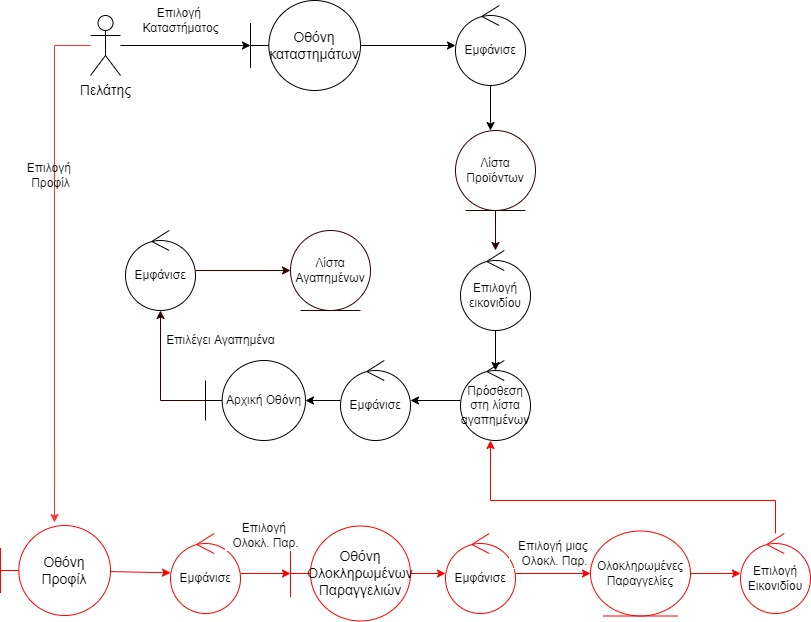 Επιλογή
Καταστήματος
Οθόνη
καταστημάτων
Εμφάνισε
Πελάτης
Επιλογή
Προφίλ
Λίστα
Προϊόντων
Εμφάνισε
Λίστα
Αγαπημένων
Επιλογή
εικονιδίου
Επιλέγει Αγαπημένα
Αρχική Οθόνη
Εμφάνισε
Πρόσθεση
στη λίστα
αγαπημένων
Οθόνη
Προφίλ
Εμφάνισε
Επιλογή
Ολοκλ. Παρ.
Οθόνη
Ολοκληρωμένων
Παραγγελιών
Εμφάνισε
Επιλογή μιας
Ολοκλ. Παρ.
Ολοκληρωμένες
Παραγγελίες
Επιλογή
Εικονιδίου